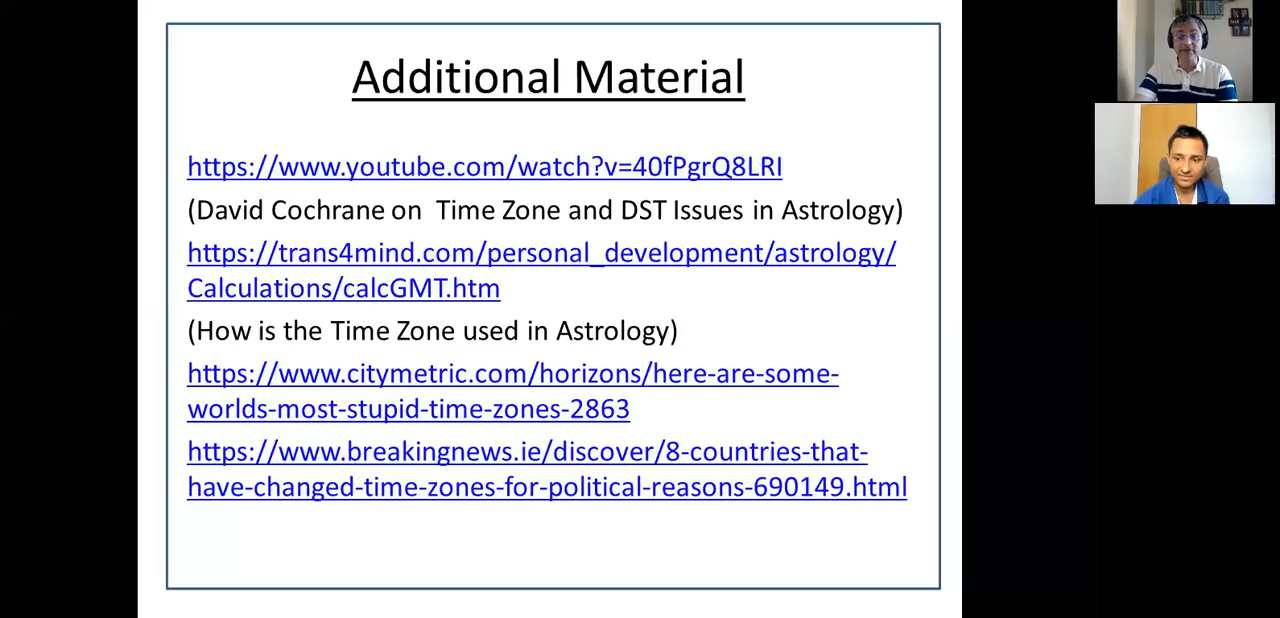 Additional Material
https://www.youtube.com/watch?v=40fPgrQ8LRI
(David Cochrane on  Time Zone and DST Issues in Astrology)
https://trans4mind.com/personal_development/astrology/
Calculations/calcGMT.htm
(How is the Time Zone used in Astrology)
https://www.citymetric.com/horizons/here-are-some-
worlds-most-stupid-time-zones-2863
https://www.breakingnews.ie/discover/8-countries-that-
have-changed-time-zones-for-political-reasons-690149.html